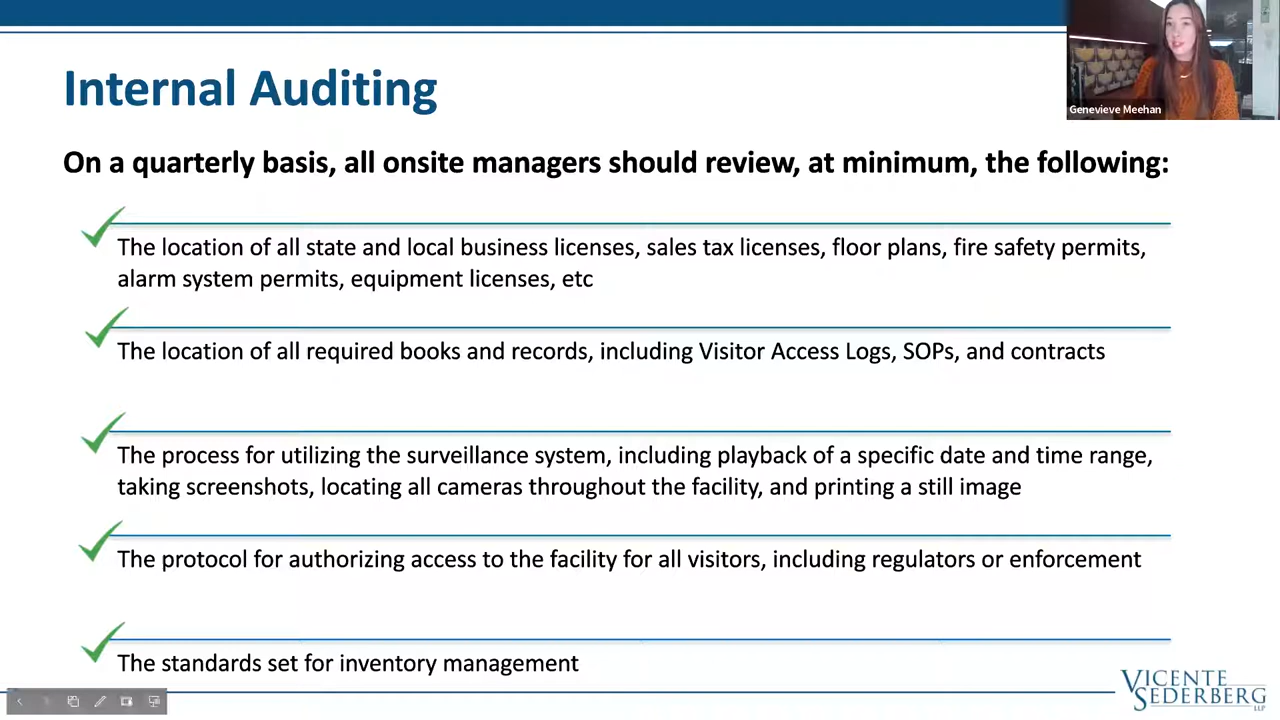 Internal Auditing
Genevieve Meehan
On a quarterly basis, all onsite managers should review, at minimum, the following:
The location of all state and local business licenses, sales tax licenses, floor plans, fire safety permits,
alarm system permits, equipment licenses, etc
The location of all required books and records, including Visitor Access Logs, SOPs, and contracts
The process for utilizing the surveillance system, including playback of a specific date and time range,
taking screenshots, locating all cameras throughout the facility, and printing a still image
The protocol for authorizing access to the facility for all visitors, including regulators or enforcement
The standards set for inventory management
VICENTE
SEDERBERG
LLP